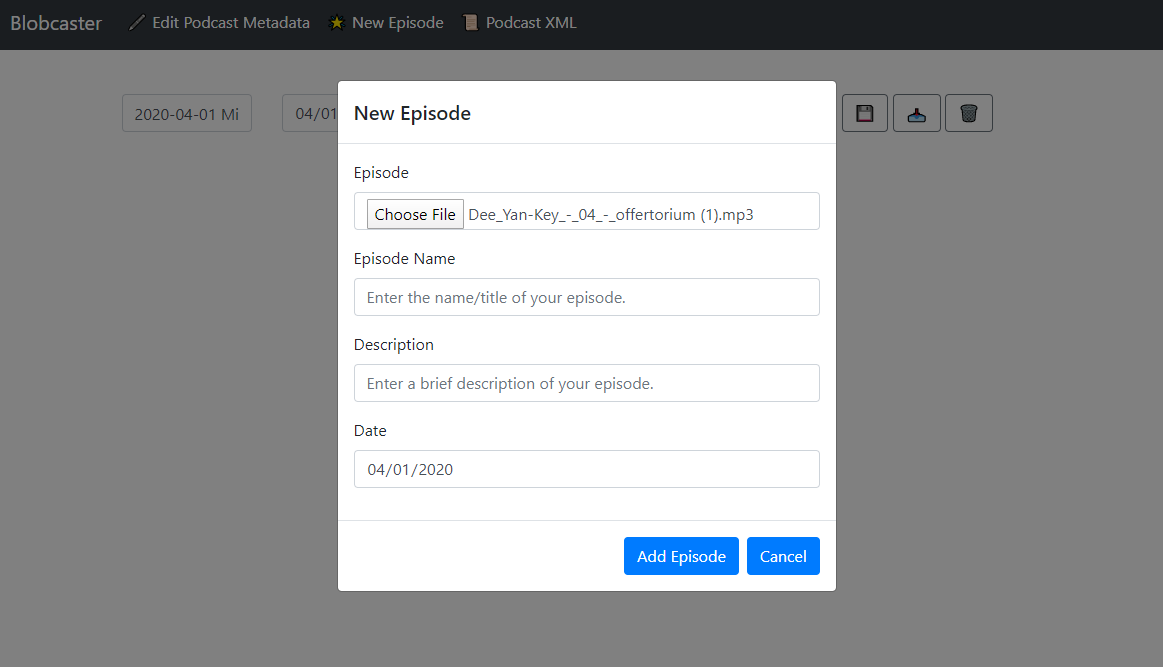 Blobcaster Edit Podcast Metadata New Episode Podcast XML
2020-04-01 Mi 04/01
New Episode
Episode
Choose File Dee_Yan-Key_-_04_-_offertorium (1).mp3
Episode Name
Enter the name/title of your episode.
Description
Enter a brief description of your episode.
Date
04/01/2020
Add Episode Cancel